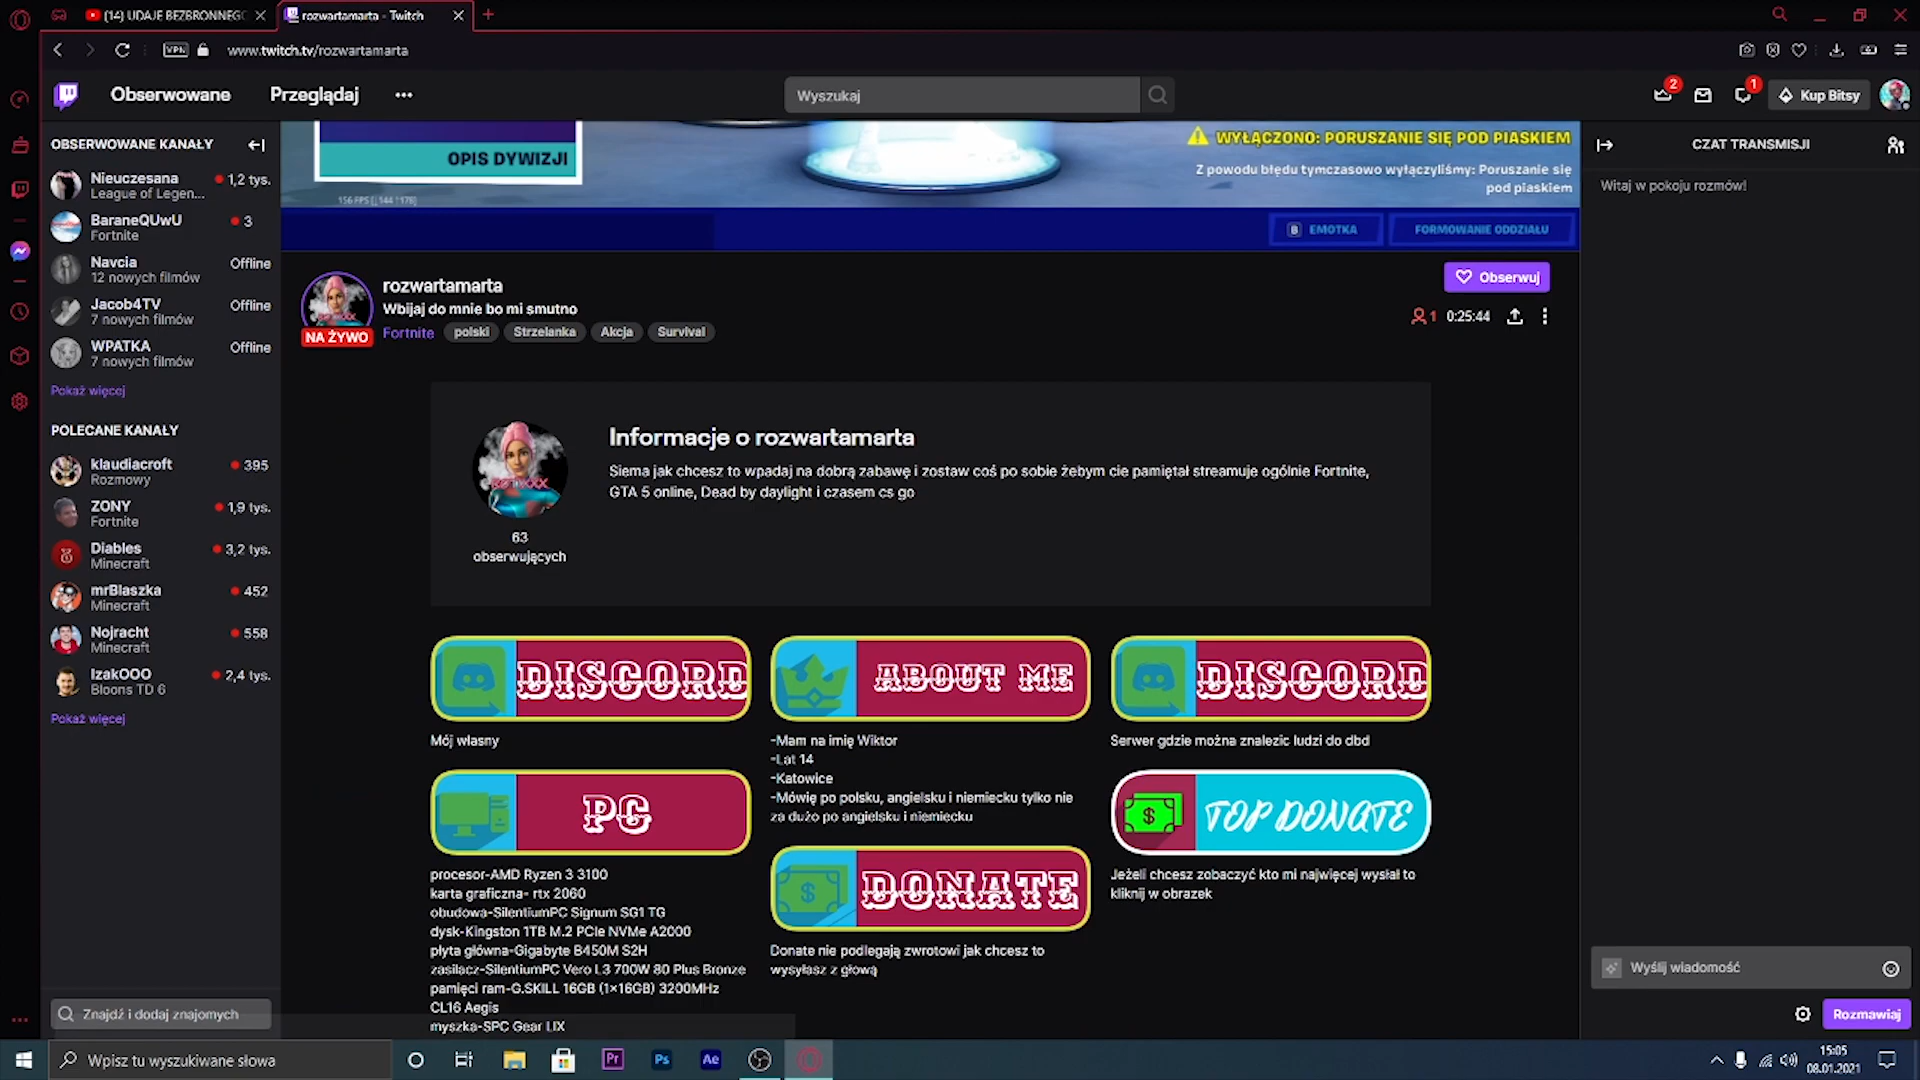 (14) UDAJE BEZBRONNEGO
rozwartamarta - Twitch
VPN
www.twitch.tv/rozwartamarta
Obserwowane
Przeglądaj
Wyszukaj
2
1
Kup Bitsy
OBSERWOWANE KANAŁY
Nieuczesana
1,2 tys.
League of Legen...
BaraneQUwU
3
Fortnite
Navcia
Offline
12 nowych filmów
Jacob4TV
Offline
7 nowych filmów
WPATKA
Offline
7 nowych filmów
Pokaż więcej
POLECANE KANAŁY
klaudiacroft
395
Rozmowy
ZONY
1,9 tys.
Fortnite
Diables
3,2 tys.
Minecraft
mrBlaszka
452
Minecraft
Nojracht
558
Minecraft
IzakOOO
2,4 tys.
Bloons TD 6
Pokaż więcej
Znajdź i dodaj znajomych
OPIS DYWIZJI
WYŁĄCZONO: PORUSZANIE SIĘ POD PIASKIEM
Z powodu błędu tymczasowo wyłączyliśmy: Poruszanie się
pod piaskiem
B EMOTKA
FORMOWANIE ODDZIAŁU
rozwartamarta
Wbijaj do mnie bo mi smutno
NA ŻYWO
Fortnite
polski
Strzelanka
Akcja
Survival
Obserwuj
1
0:25:44
Informacje o rozwartamarta
Siema jak chcesz to wpadaj na dobrą zabawę i zostaw coś po sobie żebym cie pamiętał streamuje ogólnie Fortnite,
GTA 5 online, Dead by daylight i czasem cs go
63
obserwujących
DISCORD
Mój własny
PC
procesor-AMD Ryzen 3 3100
karta graficzna- rtx 2060
obudowa-SilentiumPC Signum SG1 TG
dysk-Kingston 1TB M.2 PCIe NVMe A2000
płyta główna-Gigabyte B450M S2H
zasilacz-SilentiumPC Vero L3 700W 80 Plus Bronze
pamięci ram-G.SKILL 16GB (1x16GB) 3200MHz
CL16 Aegis
myszka-SPC Gear LIX
ABOUT ME
-Mam na imię Wiktor
-Lat 14
-Katowice
-Mówię po polsku, angielsku i niemiecku tylko nie
za dużo po angielsku i niemiecku
DONATE
Donate nie podlegają zwrotowi jak chcesz to
wysyłasz z głową
DISCORD
Serwer gdzie można znalezic ludzi do dbd
TOP DONATE
Jeżeli chcesz zobaczyć kto mi najwięcej wysłał to
kliknij w obrazek
CZAT TRANSMISJI
Witaj w pokoju rozmów!
Wyślij wiadomość
Rozmawiaj
Wpisz tu wyszukiwane słowa
Pr
Ps
Ae
15:05
08.01.2021